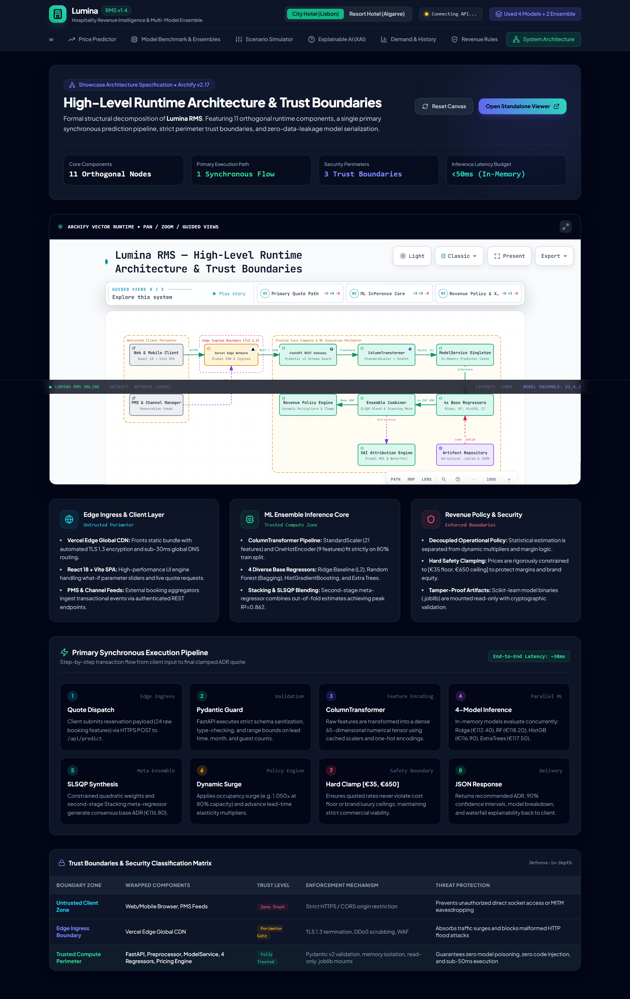 Lumina
RMS v1.4
Hospitality Revenue Intelligence & Multi-Model Ensemble
City Hotel (Lisbon)
Resort Hotel (Algarve)
Connecting API...
Used 4 Models + 2 Ensemble
w
Price Predictor
Model Benchmark & Ensembles
Scenario Simulator
Explainable AI (XAI)
Demand & History
Revenue Rules
System Architecture
Showcase Architecture Specification • Archify v2.17
High-Level Runtime Architecture & Trust Boundaries
Formal structural decomposition of Lumina RMS. Featuring 11 orthogonal runtime components, a single primary
synchronous prediction pipeline, strict perimeter trust boundaries, and zero-data-leakage model serialization.
Reset Canvas
Open Standalone Viewer
Core Components
11 Orthogonal Nodes
Primary Execution Path
1 Synchronous Flow
Security Perimeters
3 Trust Boundaries
Inference Latency Budget
<50ms (In-Memory)
ARCHIFY VECTOR RUNTIME • PAN / ZOOM / GUIDED VIEWS
Lumina RMS — High-Level Runtime
Architecture & Trust Boundaries
Light
Classic
Present
Export
GUIDED VIEWS 0 / 3
Explore this system
Play story
01 Primary Quote Path =0 +8 -0
02 ML Inference Core =0 +5 -0
03 Revenue Policy & X… =0 +3 -0
Untrusted Client Perimeter
Edge Ingress Boundary (TLS 1.3)
Trusted Core Compute & ML Execution Perimeter
Web & Mobile Client
React 18 + Vite SPA
HTTPS
Vercel Edge Network
Global CDN & Ingress
REST / JSON
FastAPI REST Gateway
Pydantic v2 Schema Guard
Transform
ColumnTransformer
StandardScaler + OneHot
Vector (X)
ModelService Singleton
In-Memory Predictor Cache
Inference
LUMINA RMS ONLINE
DATASET: ANTONIO (2019)
LATENCY: <50MS
MODEL ENSEMBLE: V1.4.2
PMS & Channel Manager
Reservation Feeds
Revenue Policy Engine
Dynamic Multipliers & Clamp
Base ADR
Ensemble Combiner
SLSQP Blend & Stacking Meta
4x OOF ADR
4x Base Regressors
Ridge, RF, HistGB, ET
Attribution
Load .joblib
XAI Attribution Engine
Global MDI & Waterfall
Artifact Repository
Serialized .joblib & JSON
PATH
MAP
LENS
100%
Edge Ingress & Client Layer
Untrusted Perimeter
• Vercel Edge Global CDN: Fronts static bundle with
automated TLS 1.3 encryption and sub-30ms global DNS
routing.
• React 18 + Vite SPA: High-performance UI engine
handling what-if parameter sliders and live quote requests.
• PMS & Channel Feeds: External booking aggregators
ingest transactional events via authenticated REST
endpoints.
ML Ensemble Inference Core
Trusted Compute Zone
• ColumnTransformer Pipeline: StandardScaler (21
features) and OneHotEncoder (9 features) fit strictly on 80%
train split.
• 4 Diverse Base Regressors: Ridge Baseline (L2), Random
Forest (Bagging), HistGradientBoosting, and Extra Trees.
• Stacking & SLSQP Blending: Second-stage meta-
regressor combines out-of-fold estimates achieving peak
R²=0.862.
Revenue Policy & Security
Enforced Boundaries
• Decoupled Operational Policy: Statistical estimation is
separated from dynamic multipliers and margin logic.
• Hard Safety Clamping: Prices are rigorously constrained
to [€35 floor, €650 ceiling] to protect margins and brand
equity.
• Tamper-Proof Artifacts: Scikit-learn model binaries
(.joblib) are mounted read-only with cryptographic
validation.
Primary Synchronous Execution Pipeline
Step-by-step transaction flow from client input to final clamped ADR quote
End-to-End Latency: ~38ms
1
Edge Ingress
Quote Dispatch
Client submits reservation payload (24 raw
booking features) via HTTPS POST to
/api/predict.
2
Validation
Pydantic Guard
FastAPI executes strict schema sanitization,
type-checking, and range bounds on lead
time, month, and guest counts.
3
Feature Encoding
ColumnTransformer
Raw features are transformed into a dense
65-dimensional numerical tensor using
cached scalers and one-hot encodings.
4
Parallel ML
4-Model Inference
In-memory models evaluate concurrently:
Ridge (€112.40), RF (€118.20), HistGB
(€116.90), ExtraTrees (€117.50).
5
Meta-Ensemble
SLSQP Synthesis
Constrained quadratic weights and
second-stage Stacking meta-regressor
generate consensus base ADR (€116.80).
6
Policy Engine
Dynamic Surge
Applies occupancy surge (e.g. 1.050× at
80% capacity) and advance lead-time
elasticity multipliers.
7
Safety Boundary
Hard Clamp [€35, €650]
Ensures quoted rates never violate cost
floor or brand luxury ceilings, maintaining
strict commercial viability.
8
Delivery
JSON Response
Returns recommended ADR, 90%
confidence intervals, model breakdown,
and waterfall explainability back to client.
Trust Boundaries & Security Classification Matrix
Defense-in-Depth
BOUNDARY ZONE
WRAPPED COMPONENTS
TRUST LEVEL
ENFORCEMENT MECHANISM
THREAT PROTECTION
Untrusted Client
Zone
Web/Mobile Browser, PMS Feeds
Zero Trust
Strict HTTPS / CORS origin restriction
Prevents unauthorized direct socket access or MITM
eavesdropping
Edge Ingress
Boundary
Vercel Edge Global CDN
Perimeter
Gate
TLS 1.3 termination, DDoS scrubbing, WAF
Absorbs traffic surges and blocks malformed HTTP
flood attacks
Trusted Compute
Perimeter
FastAPI, Preprocessor, ModelService, 4
Regressors, Pricing Engine
Fully
Trusted
Pydantic v2 validation, memory isolation, read-
only .joblib mounts
Guarantees zero model poisoning, zero code injection,
and sub-50ms execution